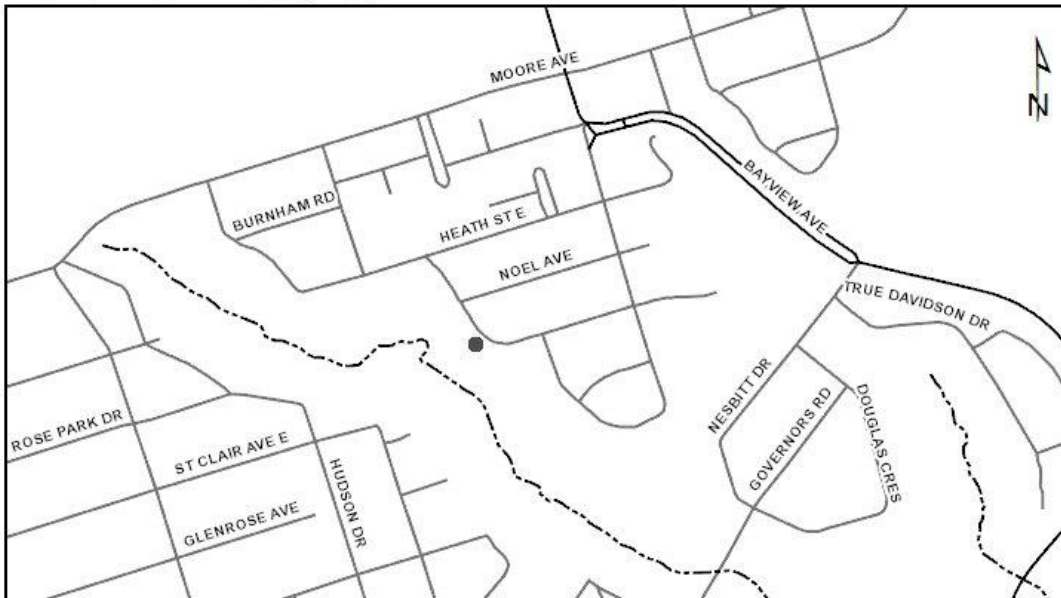 MOORE AVE
N
BAYVIEW AVE
BURNHAM RD
HEATH ST E
NOEL AVE
TRUE DAVIDSON DR
NESBITT DR
DOUGLAS CRES
GOVERNORS RD
ROSE PARK DR
ST CLAIR AVE E
HUDSON DR
GLENROSE AVE